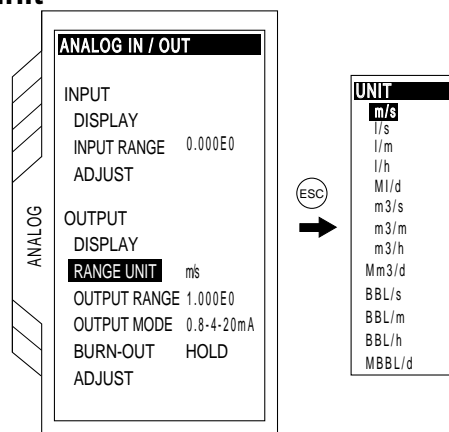 ANALOG IN / OUT
INPUT
DISPLAY
INPUT RANGE 0.000E0
ADJUST
OUTPUT
DISPLAY
RANGE UNIT m/s
OUTPUT RANGE 1.000E0
OUTPUT MODE 0.8-4-20mA
BURN-OUT HOLD
ADJUST
ANALOG
ESC
UNIT
m/s
l/s
l/m
l/h
Ml/d
m3/s
m3/m
m3/h
Mm3/d
BBL/s
BBL/m
BBL/h
MBBL/d